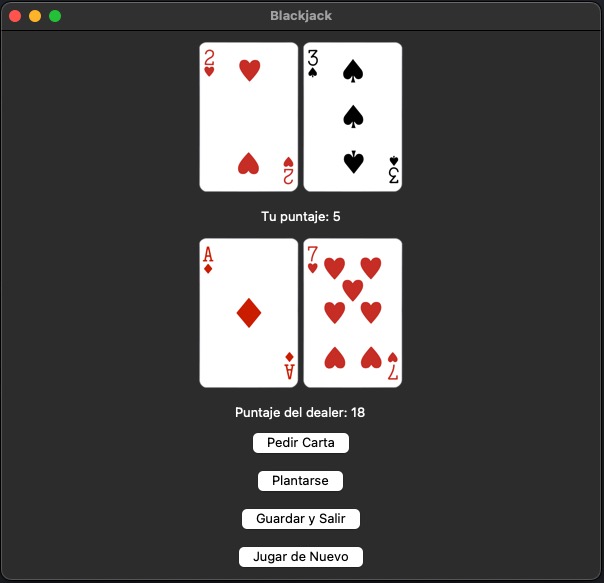 Blackjack
2 3
2 3
Tu puntaje: 5
A 7
A 7
Puntaje del dealer: 18
Pedir Carta
Plantarse
Guardar y Salir
Jugar de Nuevo